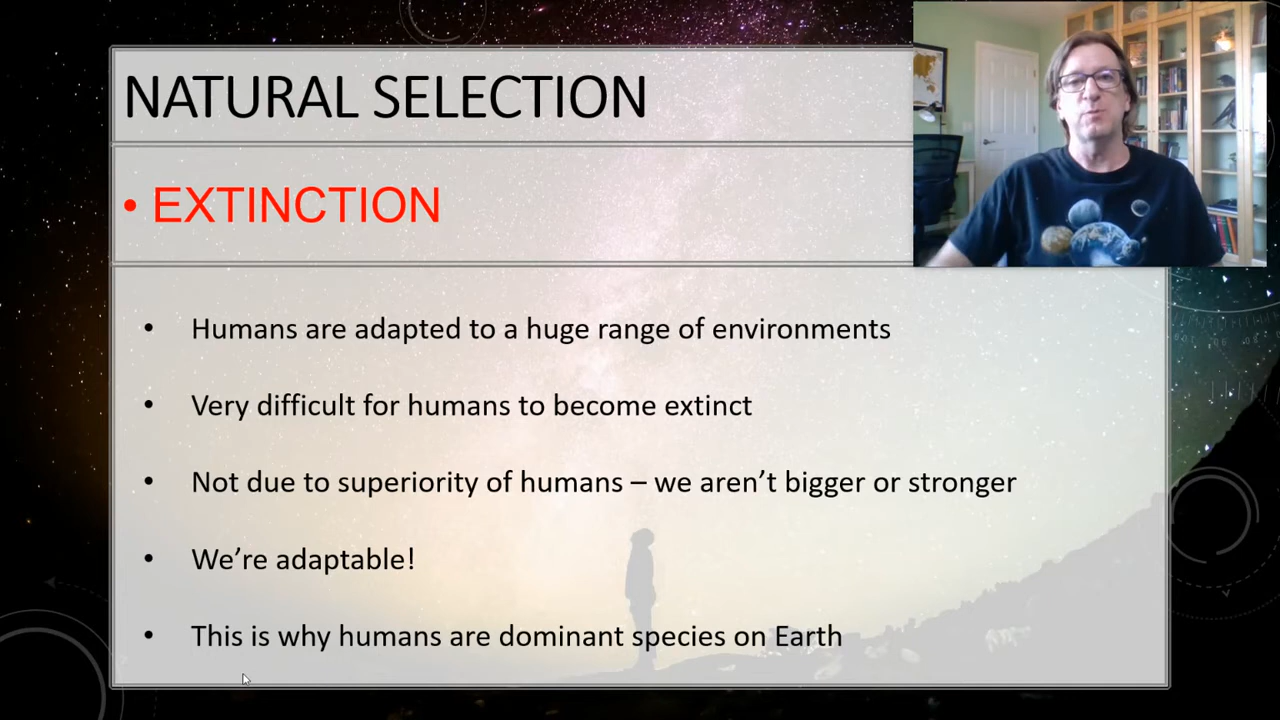 NATURAL SELECTION
• EXTINCTION
• Humans are adapted to a huge range of environments
• Very difficult for humans to become extinct
• Not due to superiority of humans – we aren’t bigger or stronger
• We’re adaptable!
• This is why humans are dominant species on Earth